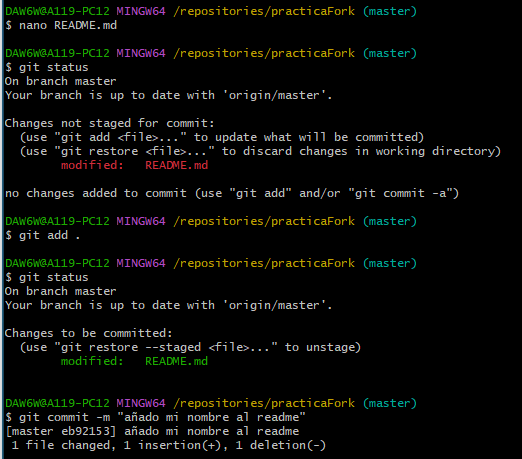 DAW6W@A119-PC12 MINGW64 /repositories/practicaFork (master)
$ nano README.md
DAW6W@A119-PC12 MINGW64 /repositories/practicaFork (master)
$ git status
On branch master
Your branch is up to date with 'origin/master'.
Changes not staged for commit:
  (use "git add <file>..." to update what will be committed)
  (use "git restore <file>..." to discard changes in working directory)
        modified:   README.md
no changes added to commit (use "git add" and/or "git commit -a")
DAW6W@A119-PC12 MINGW64 /repositories/practicaFork (master)
$ git add .
DAW6W@A119-PC12 MINGW64 /repositories/practicaFork (master)
$ git status
On branch master
Your branch is up to date with 'origin/master'.
Changes to be committed:
  (use "git restore --staged <file>..." to unstage)
        modified:   README.md
DAW6W@A119-PC12 MINGW64 /repositories/practicaFork (master)
$ git commit -m "añado mi nombre al readme"
[master eb92153] añado mi nombre al readme
 1 file changed, 1 insertion(+), 1 deletion(-)